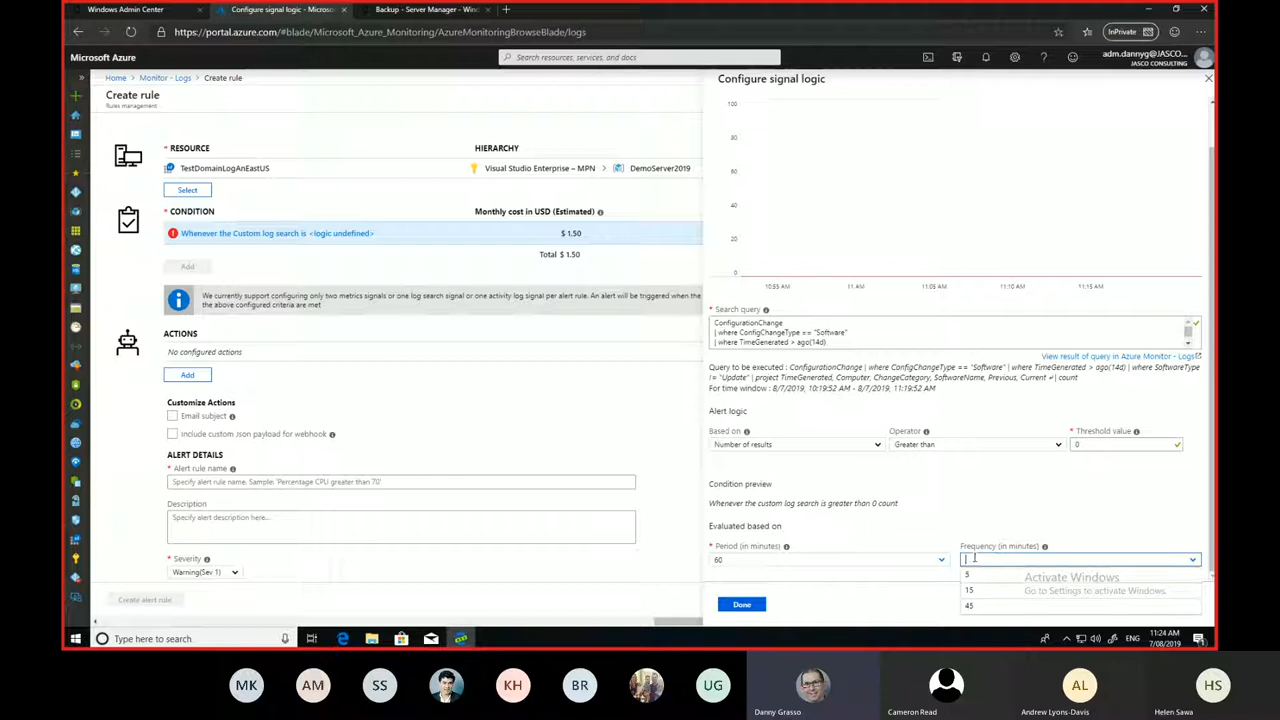 Windows Admin Center
Configure signal logic - Microso
Backup - Server Manager - Win
https://portal.azure.com/#blade/Microsoft_Azure_Monitoring/AzureMonitoringBrowseBlade/logs
InPrivate
Microsoft Azure
Search resources, services, and docs
adm.dannyg@JASCO...
JASCO CONSULTING
Home > Monitor - Logs > Create rule
Create rule
Rules management
* RESOURCE
HIERARCHY
TestDomainLogAnEastUS
Visual Studio Enterprise – MPN > DemoServer2019
Select
* CONDITION
Monthly cost in USD (Estimated)
Whenever the Custom log search is <logic undefined>
$ 1.50
Total $ 1.50
Add
We currently support configuring only two metrics signals or one log search signal or one activity log signal per alert rule. An alert will be triggered when the
the above configured criteria are met
ACTIONS
No configured actions
Add
Customize Actions
Email subject
Include custom Json payload for webhook
ALERT DETAILS
* Alert rule name
Specify alert rule name. Sample: 'Percentage CPU greater than 70'
Description
Specify alert description here...
* Severity
Warning(Sev 1)
Create alert rule
Configure signal logic
100
80
60
40
20
0
10:55 AM
11 AM
11:05 AM
11:10 AM
11:15 AM
* Search query
ConfigurationChange
| where ConfigChangeType == "Software"
| where TimeGenerated > ago(14d)
View result of query in Azure Monitor - Logs
Query to be executed : ConfigurationChange | where ConfigChangeType == "Software" | where TimeGenerated > ago(14d) | where SoftwareType
!= "Update" | project TimeGenerated, Computer, ChangeCategory, SoftwareName, Previous, Current # | count
For time window : 8/7/2019, 10:19:52 AM - 8/7/2019, 11:19:52 AM
Alert logic
Based on
Operator
* Threshold value
Number of results
Greater than
0
Condition preview
Whenever the custom log search is greater than 0 count
Evaluated based on
* Period (in minutes)
Frequency (in minutes)
60
5
15
45
Activate Windows
Go to Settings to activate Windows.
Done
Type here to search
ENG
11:24 AM
7/08/2019
MK
AM
SS
KH
BR
UG
AL
HS
Danny Grasso
Cameron Read
Andrew Lyons-Davis
Helen Sawa